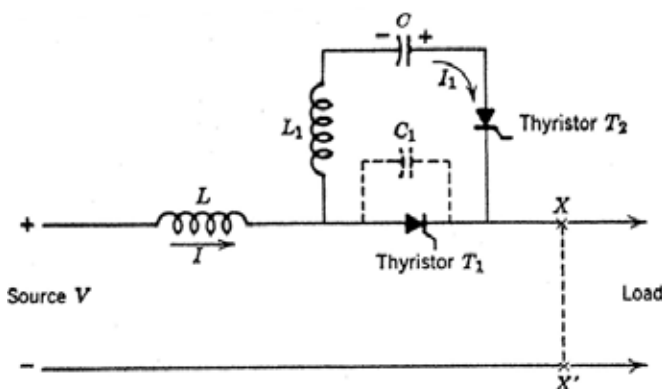 − C +
I₁
Thyristor T₂
L₁
C₁
L
+
X
I
Thyristor T₁
Source V
Load
−
X′